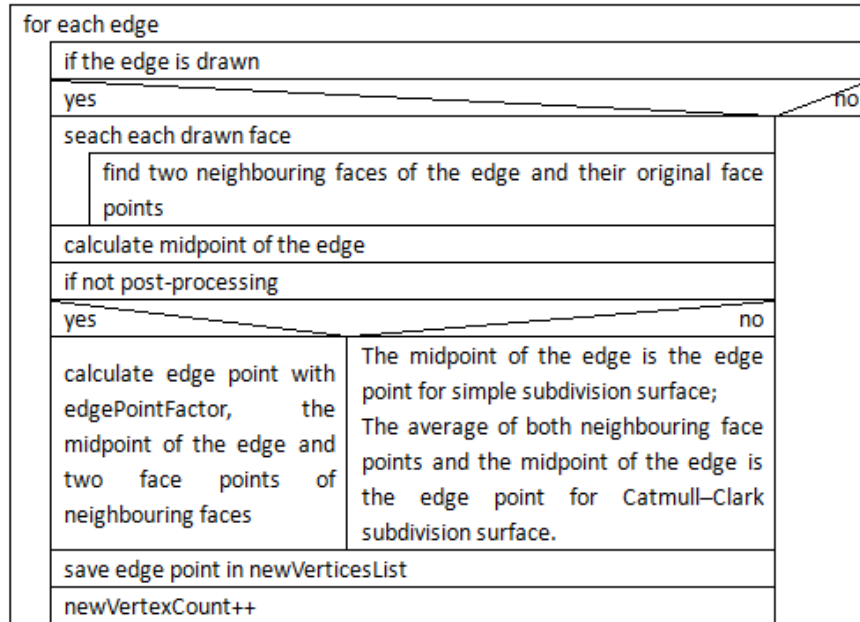 for each edge
if the edge is drawn
yes
no
seach each drawn face
find two neighbouring faces of the edge and their original face
points
calculate midpoint of the edge
if not post-processing
yes
no
calculate edge point with
edgePointFactor, the
midpoint of the edge and
two face points of
neighbouring faces
The midpoint of the edge is the edge
point for simple subdivision surface;
The average of both neighbouring face
points and the midpoint of the edge is
the edge point for Catmull–Clark
subdivision surface.
save edge point in newVerticesList
newVertexCount++